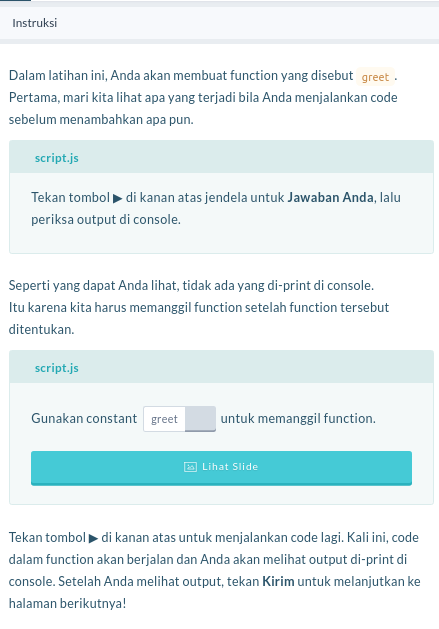 Instruksi
Dalam latihan ini, Anda akan membuat function yang disebut greet .
Pertama, mari kita lihat apa yang terjadi bila Anda menjalankan code
sebelum menambahkan apa pun.
script.js
Tekan tombol ▶ di kanan atas jendela untuk Jawaban Anda, lalu
periksa output di console.
Seperti yang dapat Anda lihat, tidak ada yang di-print di console.
Itu karena kita harus memanggil function setelah function tersebut
ditentukan.
script.js
Gunakan constant greet untuk memanggil function.
Lihat Slide
Tekan tombol ▶ di kanan atas untuk menjalankan code lagi. Kali ini, code
dalam function akan berjalan dan Anda akan melihat output di-print di
console. Setelah Anda melihat output, tekan Kirim untuk melanjutkan ke
halaman berikutnya!